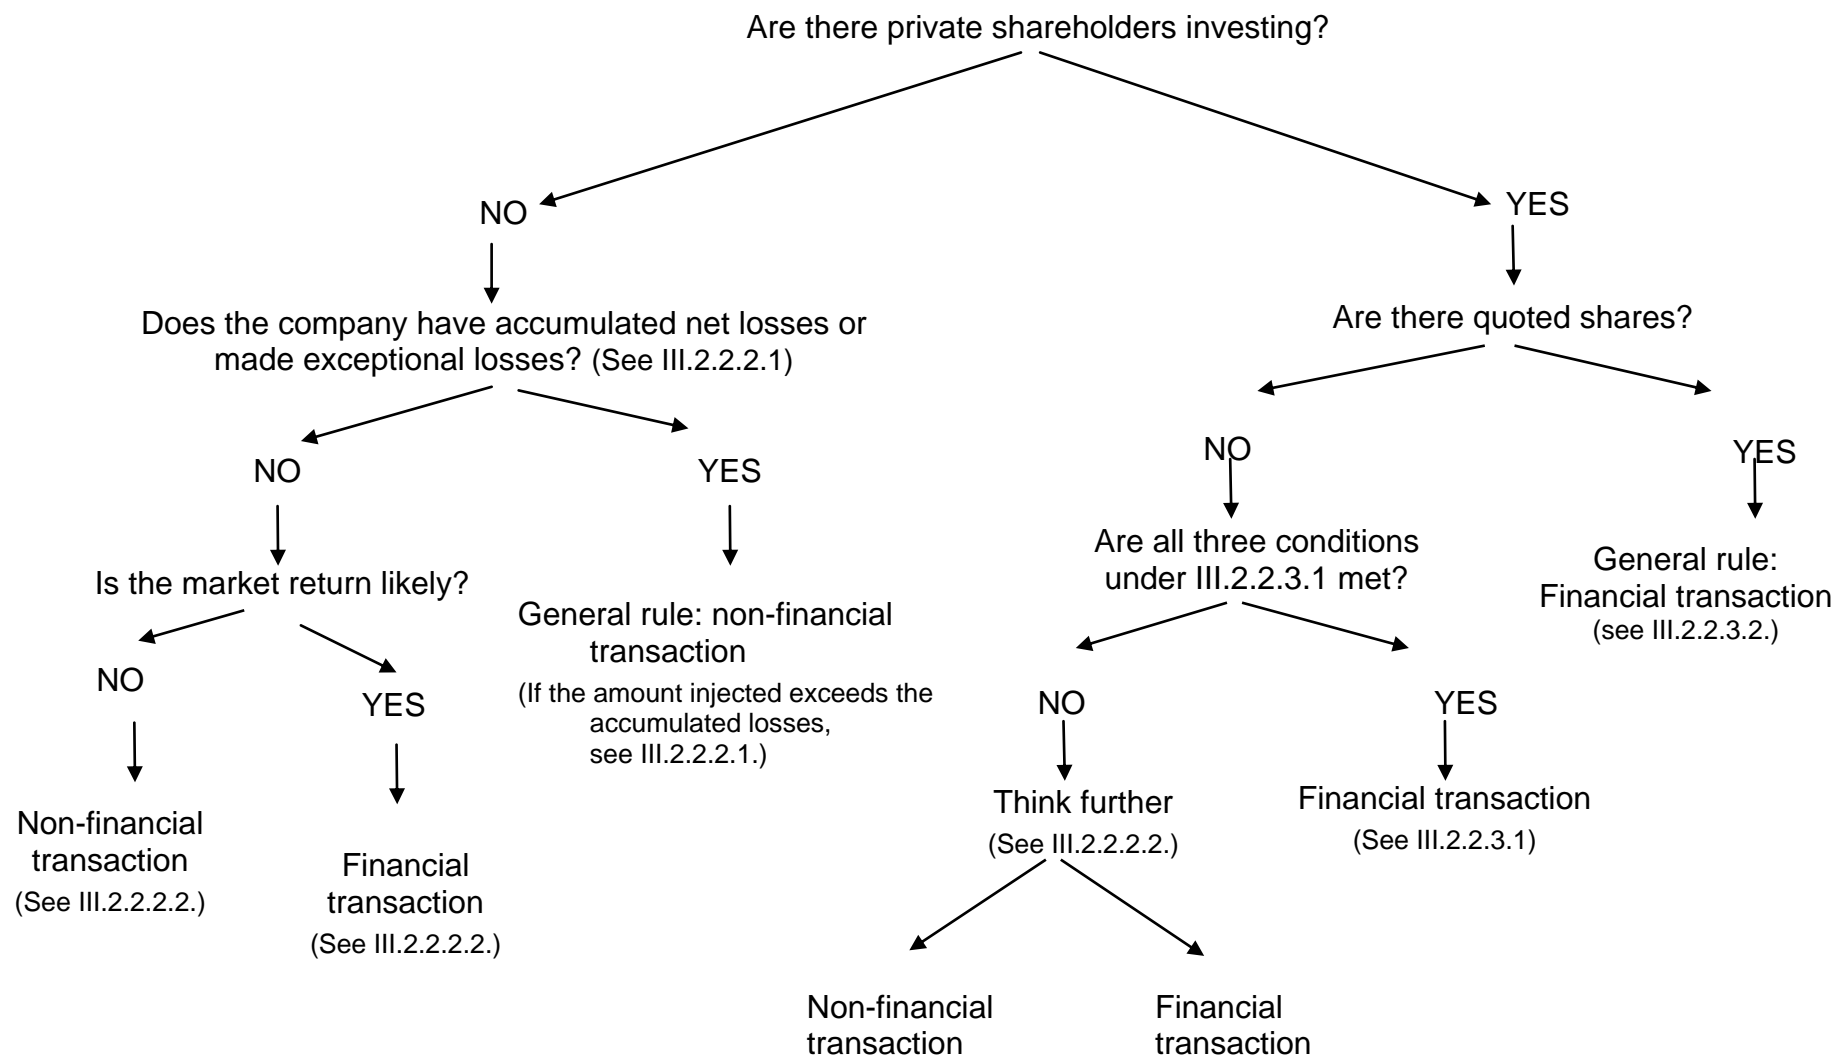 Are there private shareholders investing?
NO
YES
Does the company have accumulated net losses or
made exceptional losses? (See III.2.2.2.1)
Are there quoted shares?
NO
YES
NO
YES
Is the market return likely?
General rule: non-financial
transaction
(If the amount injected exceeds the
accumulated losses,
see III.2.2.2.1.)
Are all three conditions
under III.2.2.3.1 met?
General rule:
Financial transaction
(see III.2.2.3.2.)
NO
YES
NO
YES
Non-financial
transaction
(See III.2.2.2.2.)
Financial
transaction
(See III.2.2.2.2.)
Think further
(See III.2.2.2.2.)
Financial transaction
(See III.2.2.3.1)
Non-financial
transaction
Financial
transaction